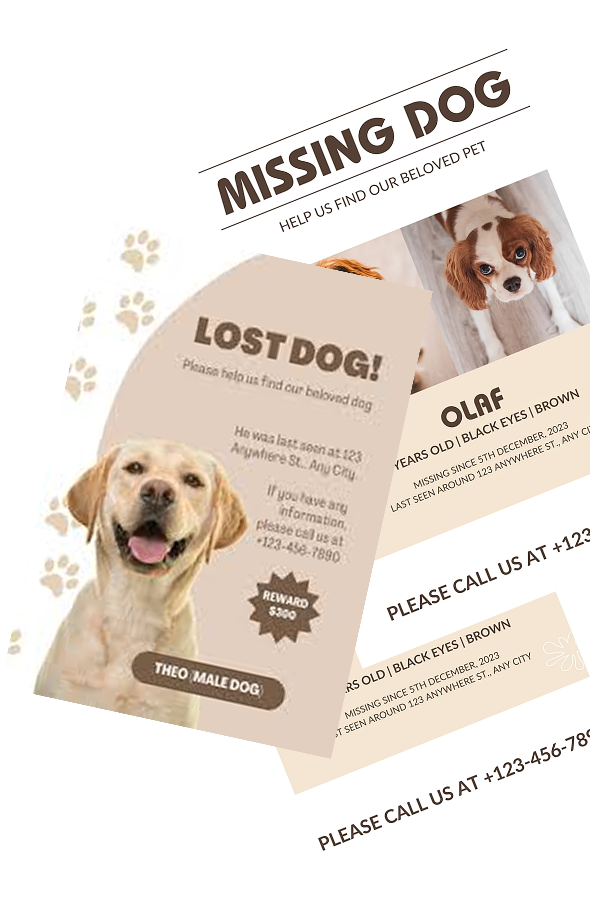 MISSING DOG
HELP US FIND OUR BELOVED PET
OLAF
YEARS OLD | BLACK EYES | BROWN
MISSING SINCE 5TH DECEMBER, 2023
LAST SEEN AROUND 123 ANYWHERE ST., ANY
PLEASE CALL US AT +123
LOST DOG!
Please help us find our beloved dog
He was last seen at 123
Anywhere St., Any City
If you have any
information,
please call us at
+123-456-7890
REWARD
$300
THEO (MALE DOG)
OLD | BLACK EYES | BROWN
MISSING SINCE 5TH DECEMBER, 2023
SEEN AROUND 123 ANYWHERE ST., ANY CITY
PLEASE CALL US AT +123-456-789